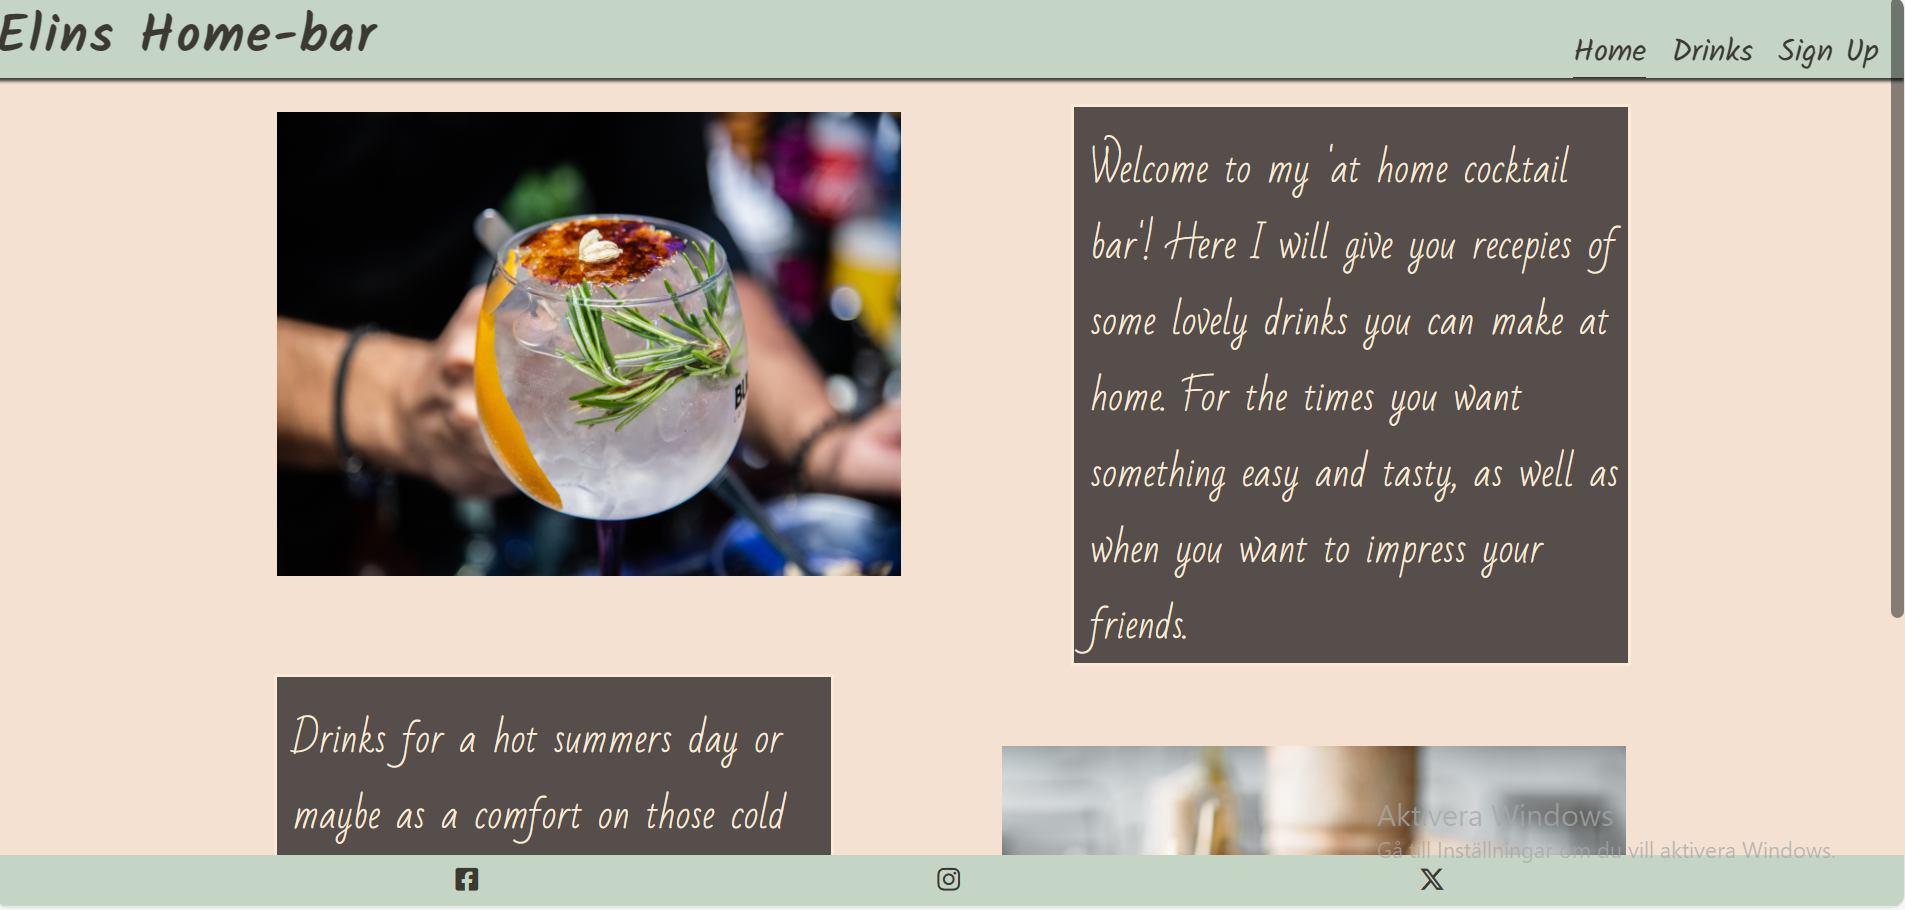 Elins Home-bar
Home Drinks Sign Up
Welcome to my 'at home cocktail
bar'! Here I will give you recepies of
some lovely drinks you can make at
home. For the times you want
something easy and tasty, as well as
when you want to impress your
friends.
Drinks for a hot summers day or
maybe as a comfort on those cold
Aktivera Windows
Gå till Inställningar om du vill aktivera Windows.